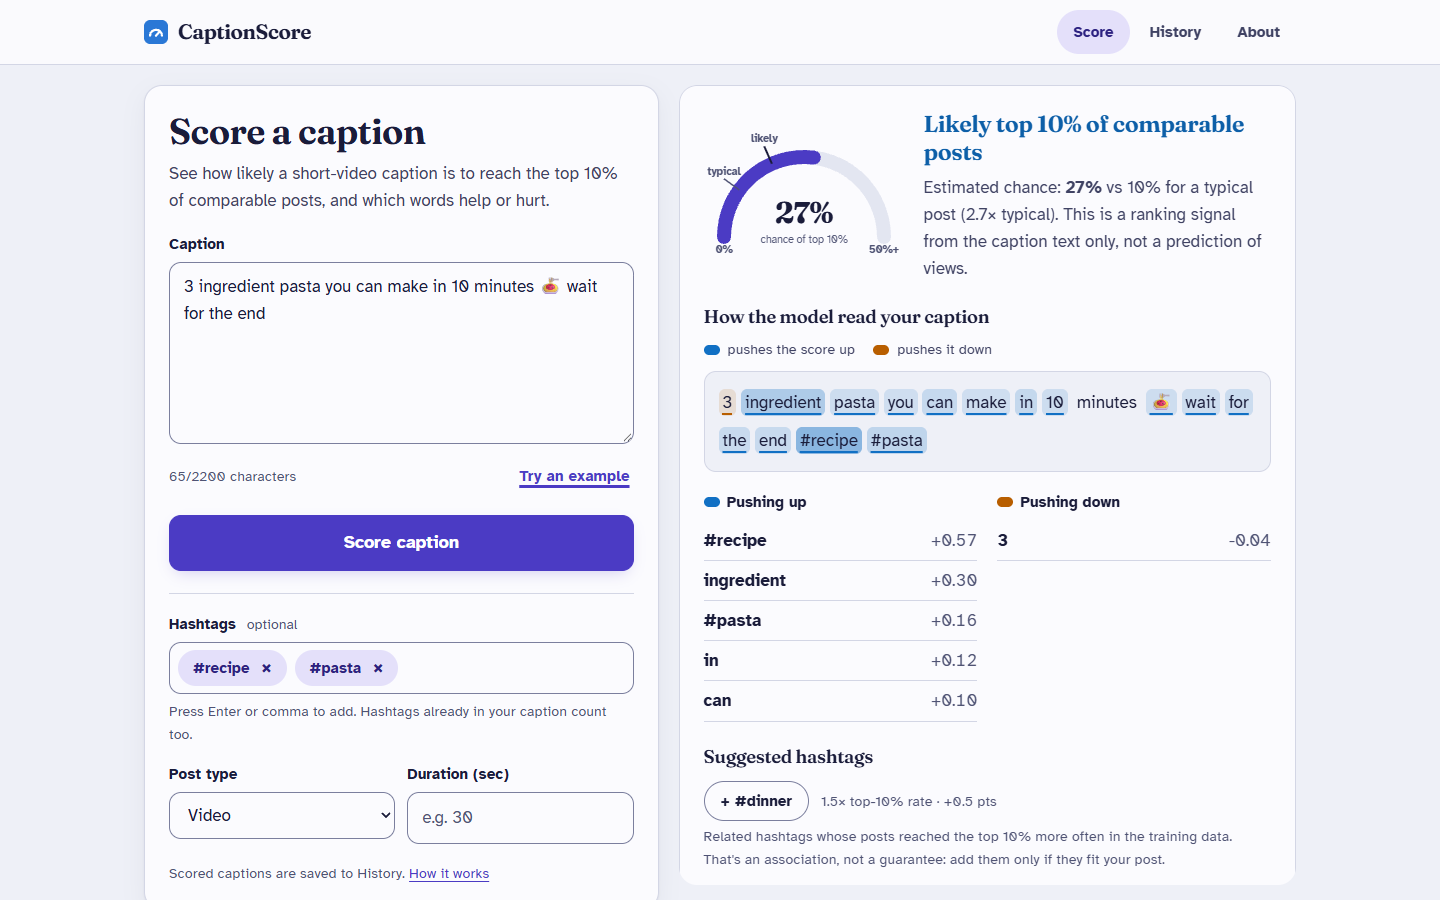 CaptionScore
Score
History
About
Score a caption
See how likely a short-video caption is to reach the top 10%
of comparable posts, and which words help or hurt.
Caption
3 ingredient pasta you can make in 10 minutes 🍝 wait
for the end
65/2200 characters
Try an example
Score caption
Hashtags optional
#recipe ×
#pasta ×
Press Enter or comma to add. Hashtags already in your caption count
too.
Post type
Duration (sec)
Video
e.g. 30
Scored captions are saved to History. How it works
likely
typical
27%
chance of top 10%
0%
50%+
Likely top 10% of comparable
posts
Estimated chance: 27% vs 10% for a typical
post (2.7× typical). This is a ranking signal
from the caption text only, not a prediction of
views.
How the model read your caption
pushes the score up
pushes it down
3 ingredient pasta you can make in 10 minutes 🍝 wait for
the end #recipe #pasta
Pushing up
#recipe +0.57
ingredient +0.30
#pasta +0.16
in +0.12
can +0.10
Pushing down
3 -0.04
Suggested hashtags
+ #dinner
1.5× top-10% rate · +0.5 pts
Related hashtags whose posts reached the top 10% more often in the training data.
That's an association, not a guarantee: add them only if they fit your post.